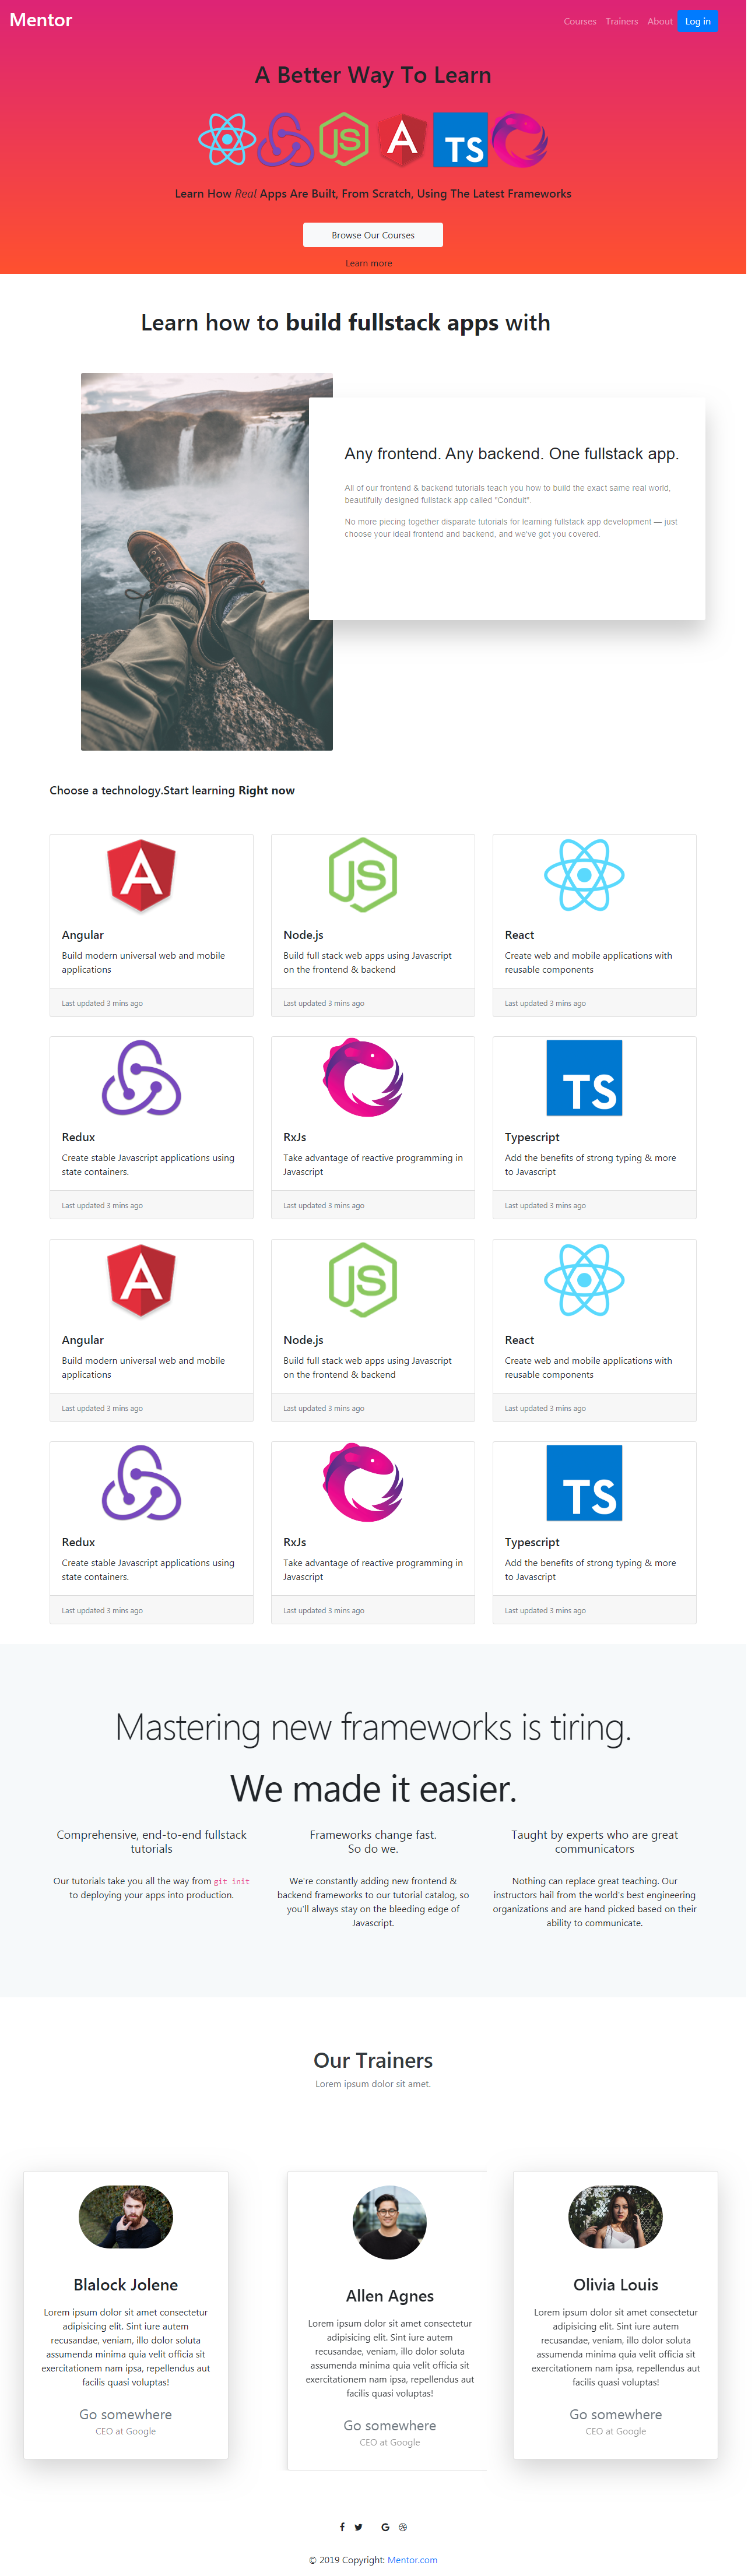 Mentor
Courses Trainers About Log in
A Better Way To Learn
JS A TS
Learn How Real Apps Are Built, From Scratch, Using The Latest Frameworks
Browse Our Courses
Learn more
Learn how to build fullstack apps with
Any frontend. Any backend. One fullstack app.
All of our frontend & backend tutorials teach you how to build the exact same real world,
beautifully designed fullstack app called "Conduit".
No more piecing together disparate tutorials for learning fullstack app development — just
choose your ideal frontend and backend, and we've got you covered.
Choose a technology.Start learning Right now
A
Angular
Build modern universal web and mobile
applications
Last updated 3 mins ago
JS
Node.js
Build full stack web apps using Javascript
on the frontend & backend
Last updated 3 mins ago
React
Create web and mobile applications with
reusable components
Last updated 3 mins ago
Redux
Create stable Javascript applications using
state containers.
Last updated 3 mins ago
RxJs
Take advantage of reactive programming in
Javascript
Last updated 3 mins ago
TS
Typescript
Add the benefits of strong typing & more
to Javascript
Last updated 3 mins ago
A
Angular
Build modern universal web and mobile
applications
Last updated 3 mins ago
JS
Node.js
Build full stack web apps using Javascript
on the frontend & backend
Last updated 3 mins ago
React
Create web and mobile applications with
reusable components
Last updated 3 mins ago
Redux
Create stable Javascript applications using
state containers.
Last updated 3 mins ago
RxJs
Take advantage of reactive programming in
Javascript
Last updated 3 mins ago
TS
Typescript
Add the benefits of strong typing & more
to Javascript
Last updated 3 mins ago
Mastering new frameworks is tiring.
We made it easier.
Comprehensive, end-to-end fullstack
tutorials
Our tutorials take you all the way from git init
to deploying your apps into production.
Frameworks change fast.
So do we.
We're constantly adding new frontend &
backend frameworks to our tutorial catalog, so
you'll always stay on the bleeding edge of
Javascript.
Taught by experts who are great
communicators
Nothing can replace great teaching. Our
instructors hail from the world's best engineering
organizations and are hand picked based on their
ability to communicate.
Our Trainers
Lorem ipsum dolor sit amet.
Blalock Jolene
Lorem ipsum dolor sit amet consectetur
adipisicing elit. Sint iure autem
recusandae, veniam, illo dolor soluta
assumenda minima quia velit officia sit
exercitationem nam ipsa, repellendus aut
facilis quasi voluptas!
Go somewhere
CEO at Google
Allen Agnes
Lorem ipsum dolor sit amet consectetur
adipisicing elit. Sint iure autem
recusandae, veniam, illo dolor soluta
assumenda minima quia velit officia sit
exercitationem nam ipsa, repellendus aut
facilis quasi voluptas!
Go somewhere
CEO at Google
Olivia Louis
Lorem ipsum dolor sit amet consectetur
adipisicing elit. Sint iure autem
recusandae, veniam, illo dolor soluta
assumenda minima quia velit officia sit
exercitationem nam ipsa, repellendus aut
facilis quasi voluptas!
Go somewhere
CEO at Google
© 2019 Copyright: Mentor.com